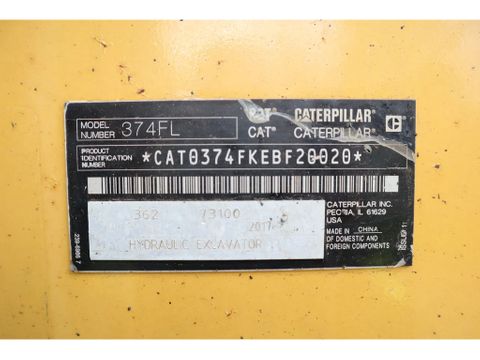 MODEL NUMBER 374FL
CAT CATERPILLAR
CAT® CATERPILLAR
PRODUCT IDENTIFICATION NUMBER *CAT0374FKEBF20020*
362 73100
2017
HYDRAULIC EXCAVATOR
CATERPILLAR INC.
PEORIA, IL 61629
USA
MADE IN CHINA
OF DOMESTIC AND
FOREIGN COMPONENTS